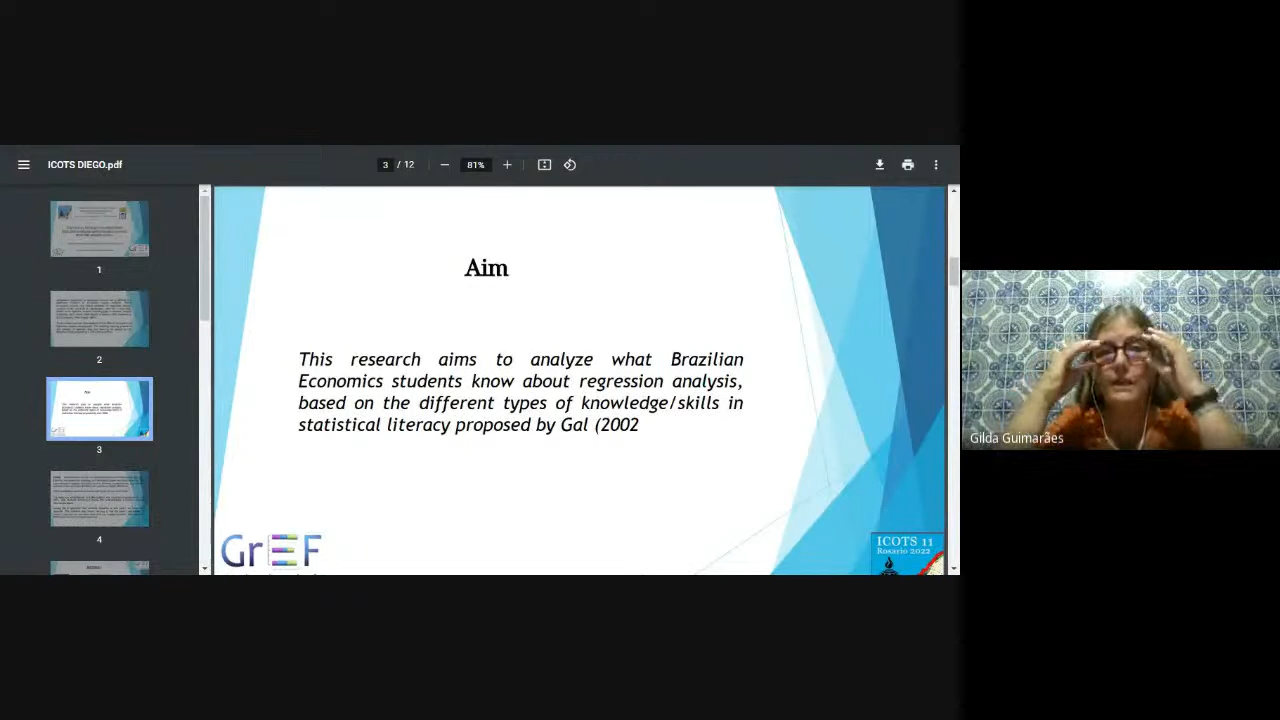 ICOTS DIEGO.pdf
3 / 12
81%
1
2
3
4
Aim
This research aims to analyze what Brazilian
Economics students know about regression analysis,
based on the different types of knowledge/skills in
statistical literacy proposed by Gal (2002
GrEF
ICOTS 11
Rosario 2022
Gilda Guimarães